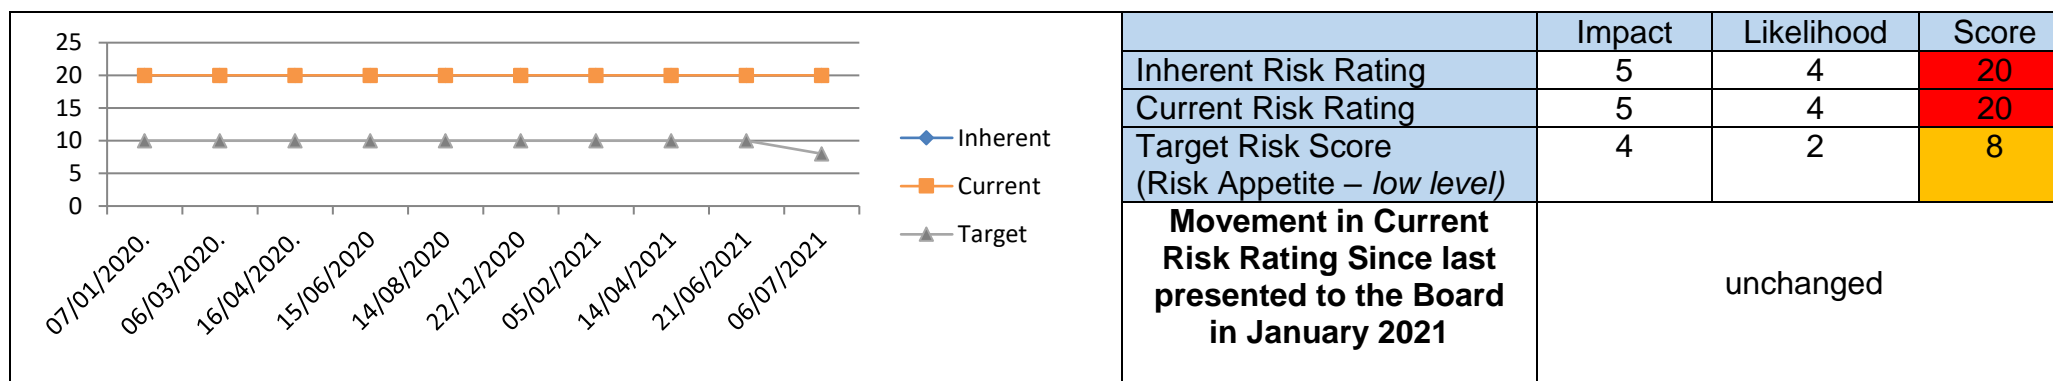 25
20
15
10
5
0
07/01/2020.
06/03/2020.
16/04/2020.
15/06/2020
14/08/2020
22/12/2020
05/02/2021
14/04/2021
21/06/2021
06/07/2021
Inherent
Current
Target
Impact Likelihood Score
Inherent Risk Rating 5 4 20
Current Risk Rating 5 4 20
Target Risk Score 4 2 8
(Risk Appetite – low level)
Movement in Current
Risk Rating Since last
presented to the Board
in January 2021
unchanged